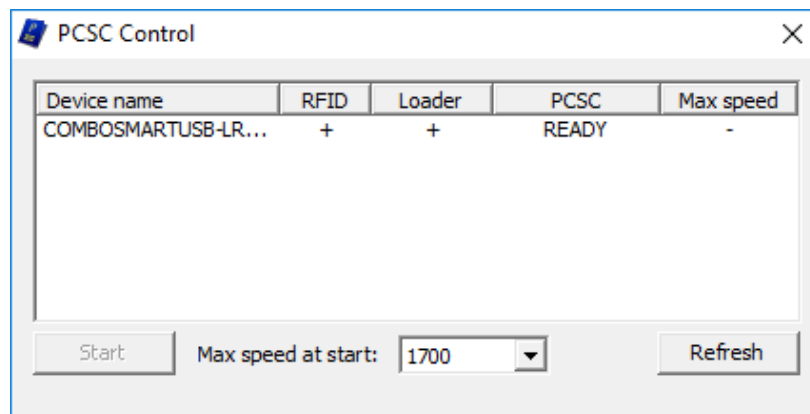 PCSC Control
Device name RFID Loader PCSC Max speed
COMBOSMARTUSB-LR... + + READY -
Start Max speed at start: 1700 Refresh